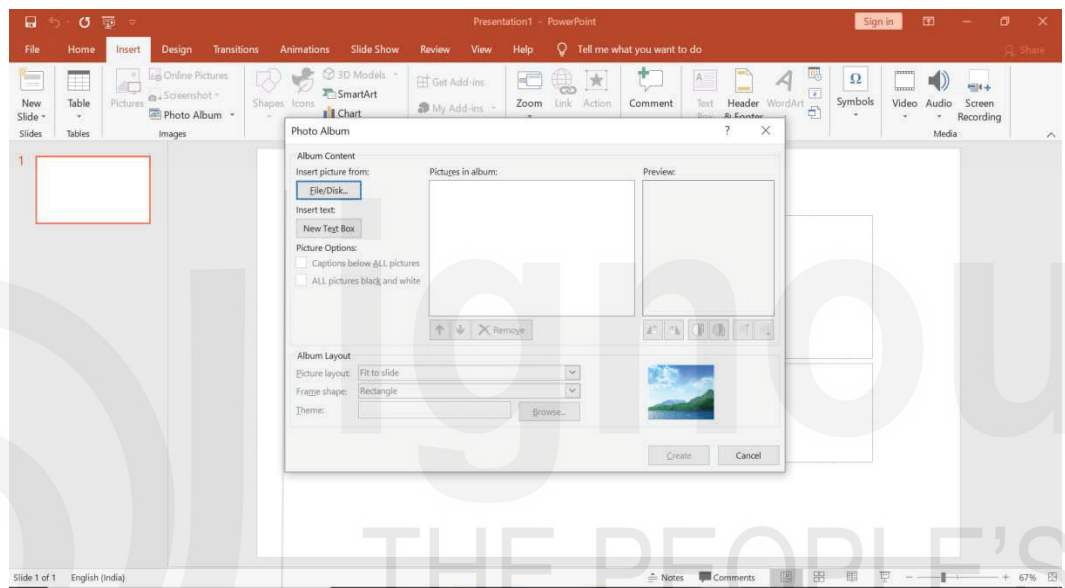 Presentation1 - PowerPoint
Sign in
File Home Insert Design Transitions Animations Slide Show Review View Help Tell me what you want to do Share
New Slide
Table
Pictures
Online Pictures
Screenshot
Photo Album
Shapes
Icons
3D Models
SmartArt
Chart
Get Add-ins
My Add-ins
Zoom
Link
Action
Comment
Text Box
Header & Footer
WordArt
Ω
Symbols
Video
Audio
Screen Recording
Slides Tables Images Media
Photo Album ? ×
Album Content
Insert picture from:
File/Disk...
Insert text:
New Text Box
Picture Options:
Captions below ALL pictures
ALL pictures black and white
Pictures in album:
Remove
Preview:
Album Layout
Picture layout: Fit to slide
Frame shape: Rectangle
Theme:
Browse...
Create Cancel
1
ignou
THE PEOPLE'S
Slide 1 of 1 English (India) Notes Comments 67%